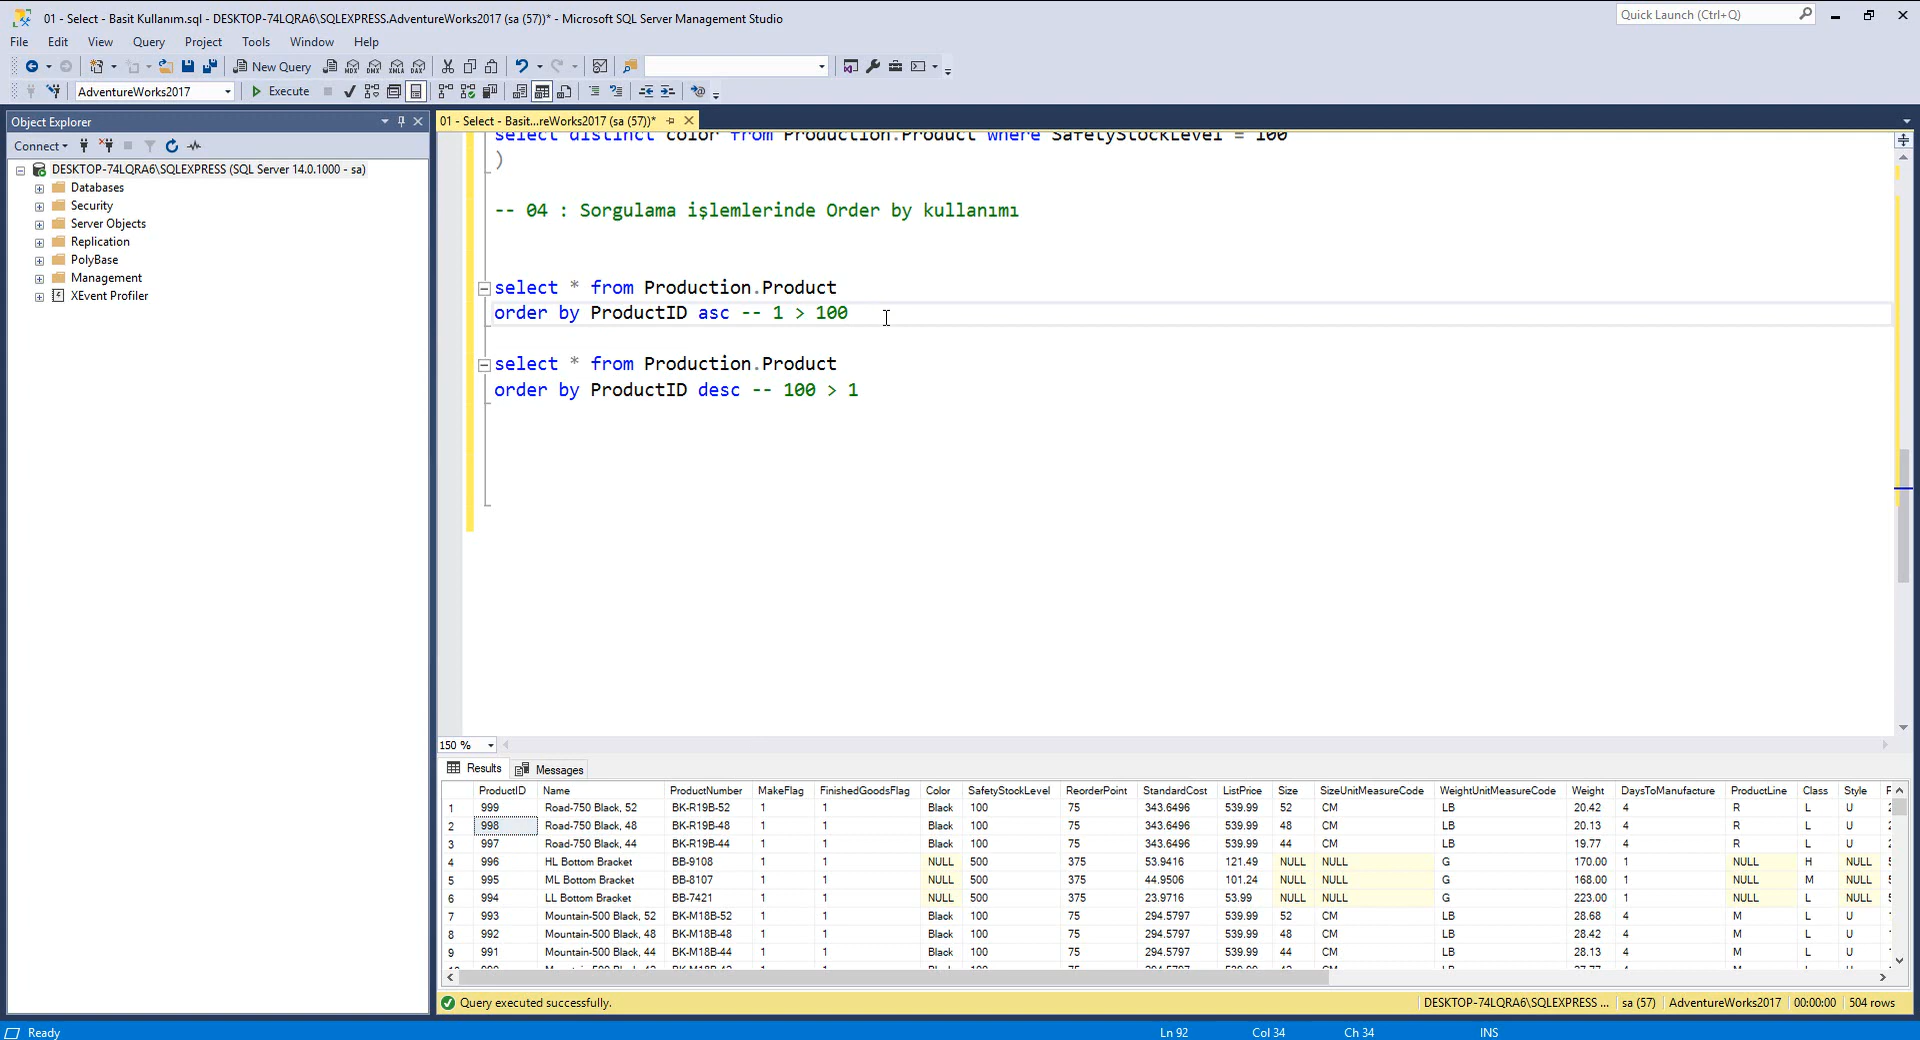 01 - Select - Basit Kullanım.sql - DESKTOP-74LQRA6\SQLEXPRESS.AdventureWorks2017 (sa (57))* - Microsoft SQL Server Management Studio
Quick Launch (Ctrl+Q)
File Edit View Query Project Tools Window Help
New Query
MDX DMX XMLA DAX
AdventureWorks2017
Execute
Object Explorer
Connect
DESKTOP-74LQRA6\SQLEXPRESS (SQL Server 14.0.1000 - sa)
Databases
Security
Server Objects
Replication
PolyBase
Management
XEvent Profiler
01 - Select - Basit...reWorks2017 (sa (57))*
select distinct color from Production.Product where SafetyStockLevel = 100
)
-- 04 : Sorgulama işlemlerinde Order by kullanımı
select * from Production.Product
order by ProductID asc -- 1 > 100
select * from Production.Product
order by ProductID desc -- 100 > 1
150 %
Results Messages
ProductID Name ProductNumber MakeFlag FinishedGoodsFlag Color SafetyStockLevel ReorderPoint StandardCost ListPrice Size SizeUnitMeasureCode WeightUnitMeasureCode Weight DaysToManufacture ProductLine Class Style
1 999 Road-750 Black, 52 BK-R19B-52 1 1 Black 100 75 343.6496 539.99 52 CM LB 20.42 4 R L U
2 998 Road-750 Black, 48 BK-R19B-48 1 1 Black 100 75 343.6496 539.99 48 CM LB 20.13 4 R L U
3 997 Road-750 Black, 44 BK-R19B-44 1 1 Black 100 75 343.6496 539.99 44 CM LB 19.77 4 R L U
4 996 HL Bottom Bracket BB-9108 1 1 NULL 500 375 53.9416 121.49 NULL NULL G 170.00 1 NULL H NULL
5 995 ML Bottom Bracket BB-8107 1 1 NULL 500 375 44.9506 101.24 NULL NULL G 168.00 1 NULL M NULL
6 994 LL Bottom Bracket BB-7421 1 1 NULL 500 375 23.9716 53.99 NULL NULL G 223.00 1 NULL L NULL
7 993 Mountain-500 Black, 52 BK-M18B-52 1 1 Black 100 75 294.5797 539.99 52 CM LB 28.68 4 M L U
8 992 Mountain-500 Black, 48 BK-M18B-48 1 1 Black 100 75 294.5797 539.99 48 CM LB 28.42 4 M L U
9 991 Mountain-500 Black, 44 BK-M18B-44 1 1 Black 100 75 294.5797 539.99 44 CM LB 28.13 4 M L U
Query executed successfully.
DESKTOP-74LQRA6\SQLEXPRESS ... sa (57) AdventureWorks2017 00:00:00 504 rows
Ready
Ln 92 Col 34 Ch 34 INS